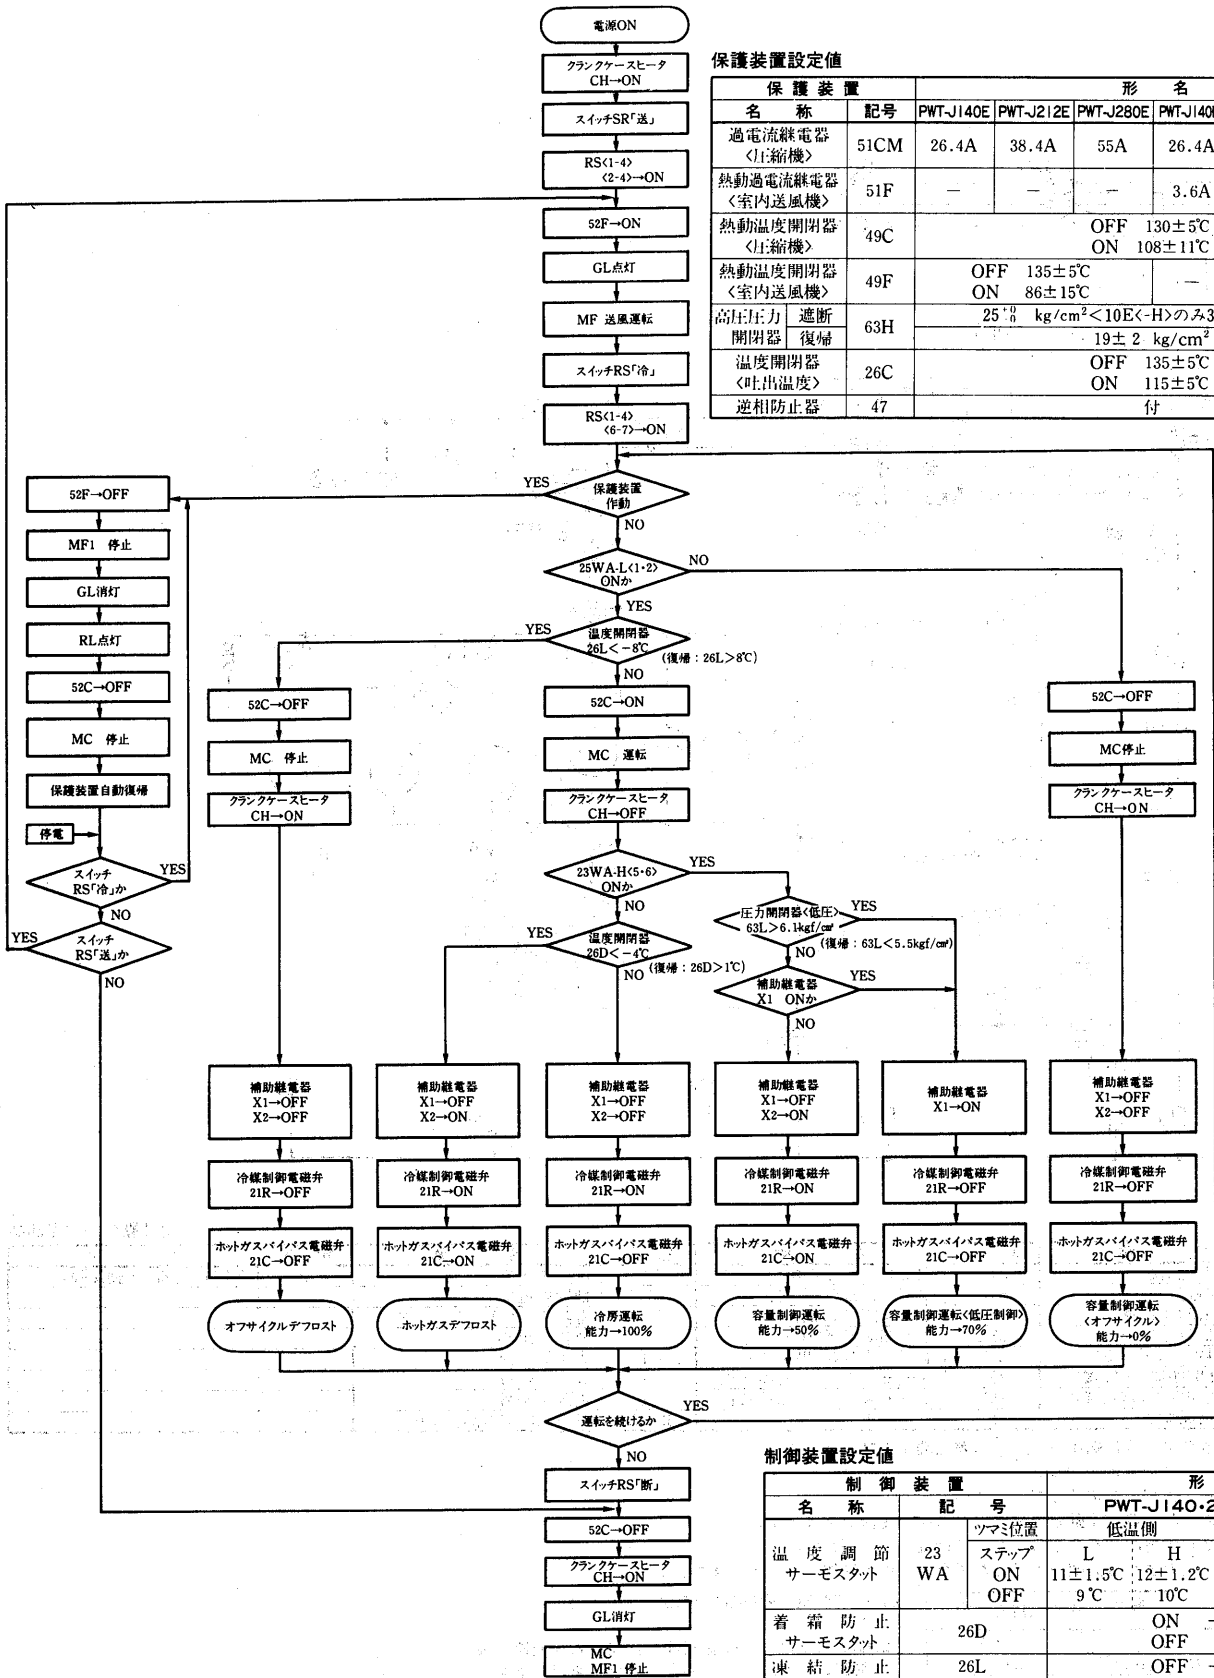 電源ON
クランクケースヒータ
CH→ON
スイッチSR「送」
RS<1-4>
<2-4>→ON
52F→ON
GL点灯
MF 送風運転
スイッチRS「冷」
RS<1-4>
<6-7>→ON
保護装置設定値
保護装置 形名
名称 記号 PWT-J140E PWT-J212E PWT-J280E PWT-J140
過電流継電器
<圧縮機> 51CM 26.4A 38.4A 55A 26.4A
熱動過電流継電器
<室内送風機> 51F — — — 3.6A
熱動温度開閉器
<圧縮機> 49C OFF 130±5℃
ON 108±11℃
熱動温度開閉器
<室内送風機> 49F OFF 135±5℃
ON 86±15℃ —
高圧圧力
開閉器 遮断 63H 25 kg/cm²<10E<-H>のみ3
復帰 19±2 kg/cm²
温度開閉器
<吐出温度> 26C OFF 135±5℃
ON 115±5℃
逆相防止器 47 付
保護装置
作動
YES
NO
52F→OFF
MF1 停止
GL消灯
RL点灯
52C→OFF
MC 停止
保護装置自動復帰
停電
スイッチ
RS「冷」か
YES
NO
スイッチ
RS「送」か
YES
NO
25WA-L<1・2>
ONか
NO
YES
温度開閉器
26L<-8℃
(復帰：26L>8℃)
YES
NO
52C→OFF
MC 停止
クランクケースヒータ
CH→ON
52C→ON
MC 運転
クランクケースヒータ
CH→OFF
52C→OFF
MC停止
クランクケースヒータ
CH→ON
23WA-H<5・6>
ONか
YES
NO
温度開閉器
26D<-4℃
(復帰：26D>1℃)
YES
NO
圧力開閉器<低圧>
63L>6.1kgf/cm²
(復帰：63L<5.5kgf/cm²)
YES
NO
補助継電器
X1 ONか
YES
NO
補助継電器
X1→OFF
X2→OFF
冷媒制御電磁弁
21R→OFF
ホットガスバイパス電磁弁
21C→OFF
オフサイクルデフロスト
補助継電器
X1→OFF
X2→ON
冷媒制御電磁弁
21R→ON
ホットガスバイパス電磁弁
21C→ON
ホットガスデフロスト
補助継電器
X1→OFF
X2→OFF
冷媒制御電磁弁
21R→ON
ホットガスバイパス電磁弁
21C→OFF
冷房運転
能力→100%
補助継電器
X1→OFF
X2→ON
冷媒制御電磁弁
21R→ON
ホットガスバイパス電磁弁
21C→ON
容量制御運転
能力→50%
補助継電器
X1→ON
冷媒制御電磁弁
21R→OFF
ホットガスバイパス電磁弁
21C→OFF
容量制御運転<低圧制御>
能力→70%
補助継電器
X1→OFF
X2→OFF
冷媒制御電磁弁
21R→OFF
ホットガスバイパス電磁弁
21C→OFF
容量制御運転
<オフサイクル>
能力→0%
運転を続けるか
YES
NO
スイッチRS「断」
52C→OFF
クランクケースヒータ
CH→ON
GL消灯
MC
MF1 停止
制御装置設定値
制御装置 形
名称 記号 PWT-J140・2
ツマミ位置 低温側
温度調節
サーモスタット 23
WA ステップ L H
ON 11±1.5℃ 12±1.2℃
OFF 9℃ 10℃
着霜防止
サーモスタット 26D ON -
OFF
凍結防止 26L OFF -